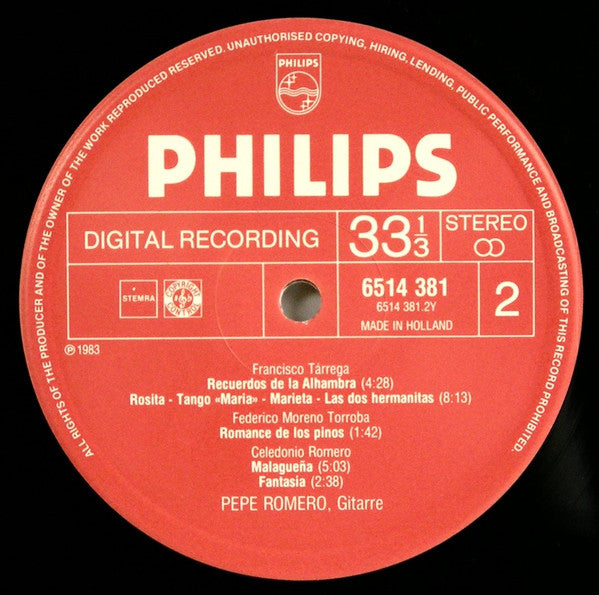 ALL RIGHTS OF THE PRODUCER AND OF THE OWNER OF THE WORK REPRODUCED RESERVED. UNAUTHORISED COPYING, HIRING, LENDING, PUBLIC PERFORMANCE AND BROADCASTING OF THIS RECORD PROHIBITED.
PHILIPS
PHILIPS
DIGITAL RECORDING
33 1/3
STEREO
STEMRA
COPYRIGHT CONTROL
6514 381
6514 381.2Y
MADE IN HOLLAND
2
℗ 1983
Francisco Tárrega
Recuerdos de la Alhambra (4:28)
Rosita - Tango «Maria» - Marieta - Las dos hermanitas (8:13)
Federico Moreno Torroba
Romance de los pinos (1:42)
Celedonio Romero
Malagueña (5:03)
Fantasia (2:38)
PEPE ROMERO, Gitarre